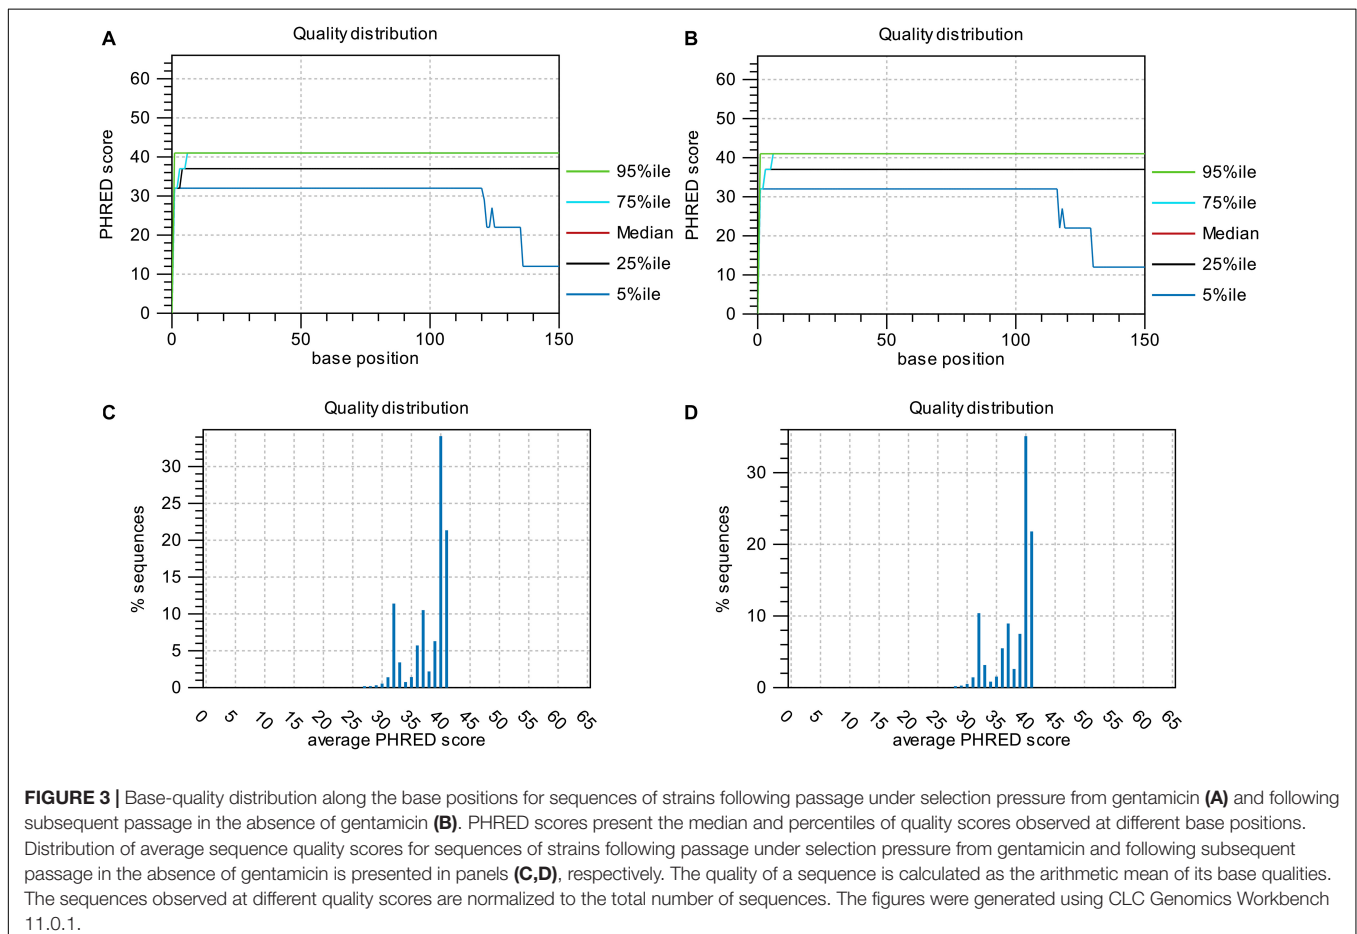 A
Quality distribution
PHRED score
60
50
40
30
20
10
0
0
50
100
150
base position
95%ile
75%ile
Median
25%ile
5%ile
B
Quality distribution
PHRED score
60
50
40
30
20
10
0
0
50
100
150
base position
95%ile
75%ile
Median
25%ile
5%ile
C
Quality distribution
% sequences
30
25
20
15
10
5
0
0
5
10
15
20
25
30
35
40
45
50
55
60
65
average PHRED score
D
Quality distribution
% sequences
30
20
10
0
0
5
10
15
20
25
30
35
40
45
50
55
60
65
average PHRED score
FIGURE 3 | Base-quality distribution along the base positions for sequences of strains following passage under selection pressure from gentamicin (A) and following
subsequent passage in the absence of gentamicin (B). PHRED scores present the median and percentiles of quality scores observed at different base positions.
Distribution of average sequence quality scores for sequences of strains following passage under selection pressure from gentamicin and following subsequent
passage in the absence of gentamicin is presented in panels (C,D), respectively. The quality of a sequence is calculated as the arithmetic mean of its base qualities.
The sequences observed at different quality scores are normalized to the total number of sequences. The figures were generated using CLC Genomics Workbench
11.0.1.